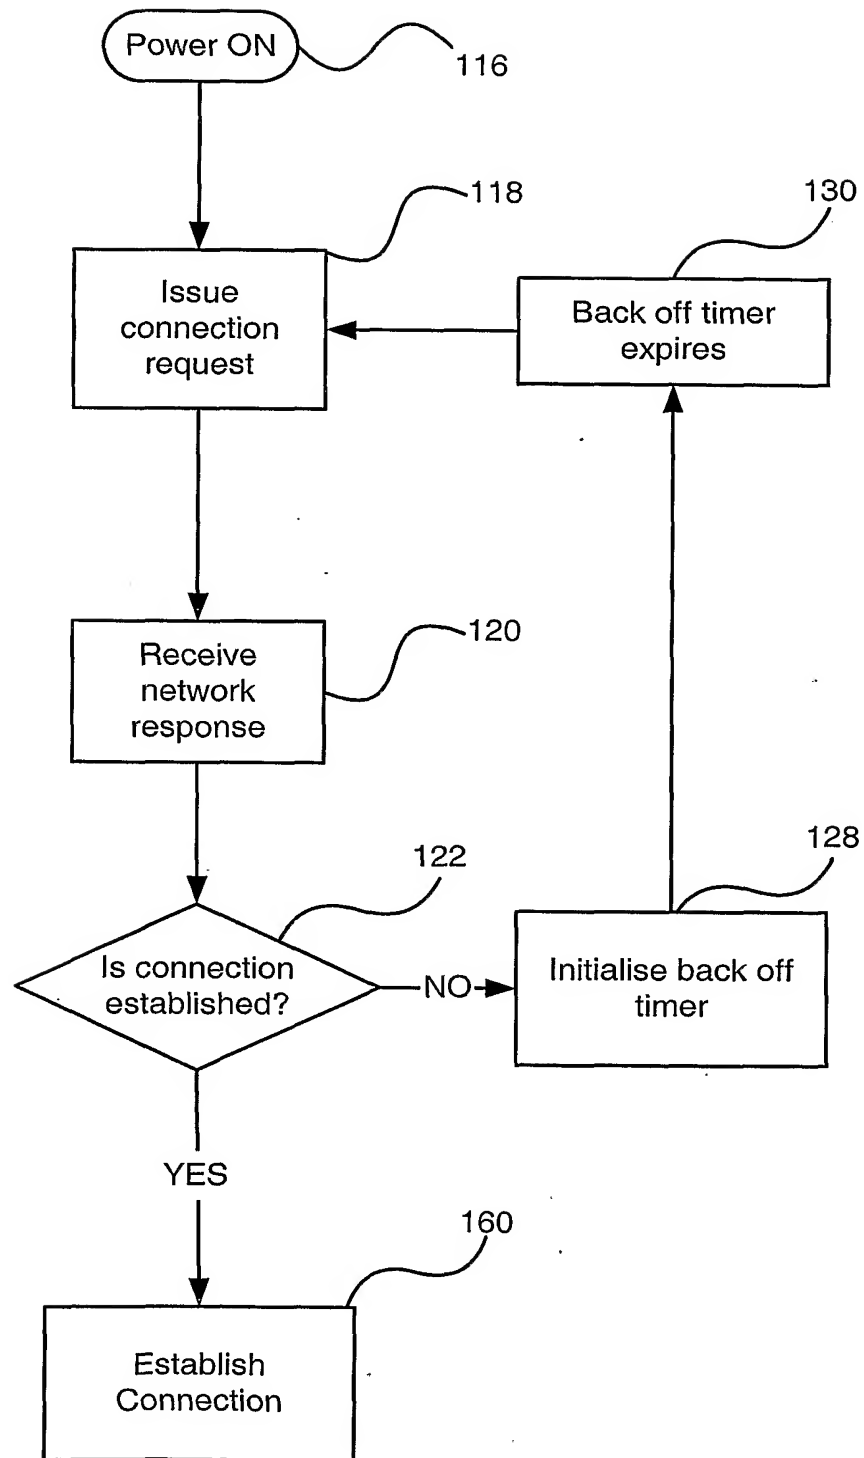 Power ON
116
118
130
Issue
connection
request
Back off timer
expires
120
Receive
network
response
122
128
Is connection
established?
NO
Initialise back off
timer
YES
160
Establish
Connection